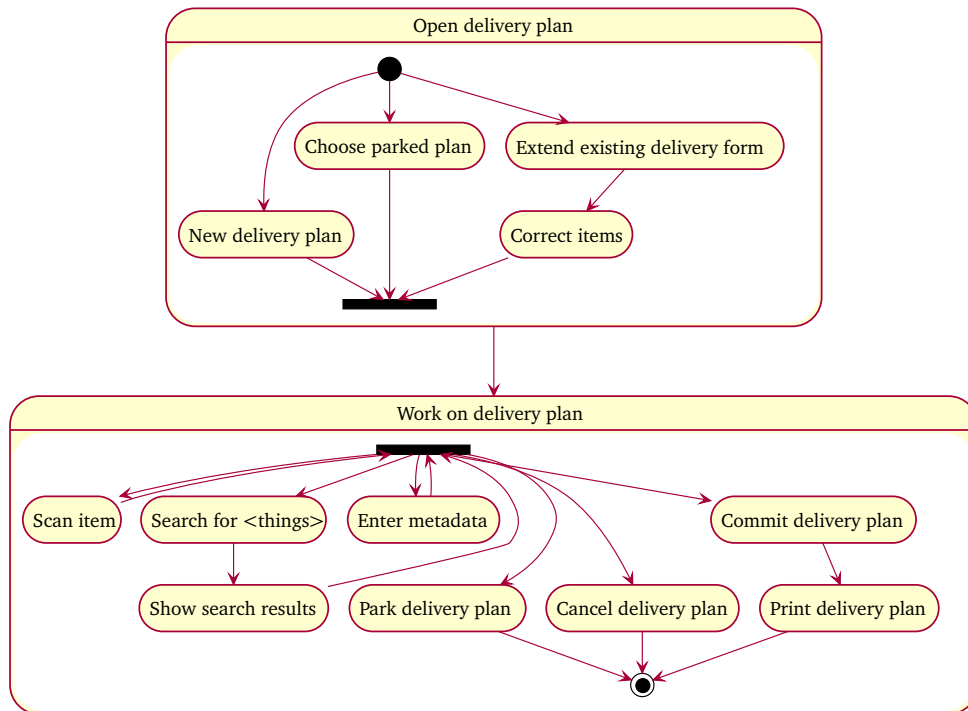 Open delivery plan
Choose parked plan
Extend existing delivery form
New delivery plan
Correct items
Work on delivery plan
Scan item
Search for <things>
Enter metadata
Commit delivery plan
Show search results
Park delivery plan
Cancel delivery plan
Print delivery plan